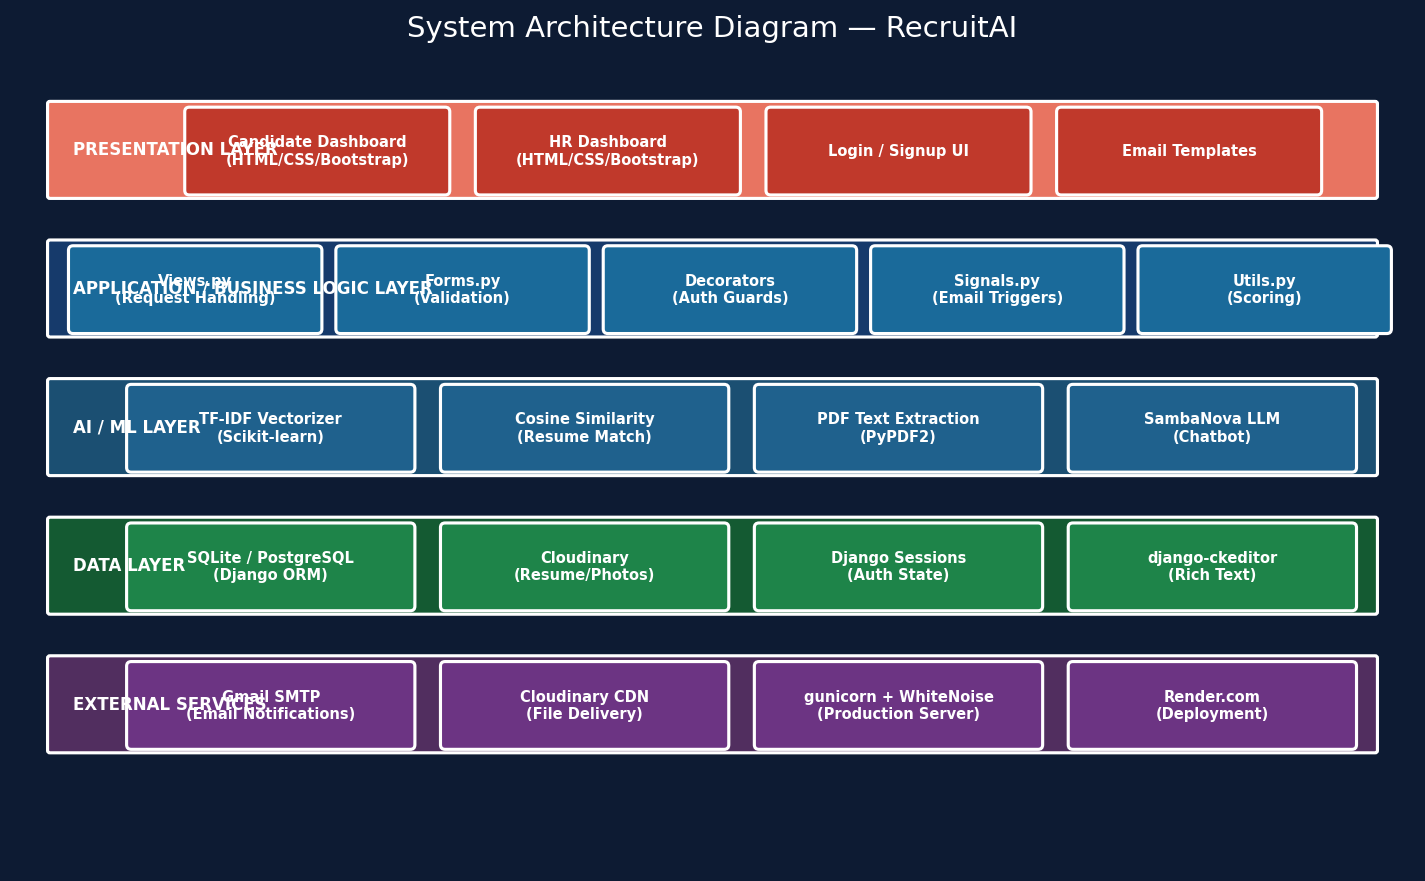 System Architecture Diagram — RecruitAI
PRESENTATION LAYER
Candidate Dashboard
(HTML/CSS/Bootstrap)
HR Dashboard
(HTML/CSS/Bootstrap)
Login / Signup UI
Email Templates
APPLICATION / BUSINESS LOGIC LAYER
Views.py
(Request Handling)
Forms.py
(Validation)
Decorators
(Auth Guards)
Signals.py
(Email Triggers)
Utils.py
(Scoring)
AI / ML LAYER
TF-IDF Vectorizer
(Scikit-learn)
Cosine Similarity
(Resume Match)
PDF Text Extraction
(PyPDF2)
SambaNova LLM
(Chatbot)
DATA LAYER
SQLite / PostgreSQL
(Django ORM)
Cloudinary
(Resume/Photos)
Django Sessions
(Auth State)
django-ckeditor
(Rich Text)
EXTERNAL SERVICES
Gmail SMTP
(Email Notifications)
Cloudinary CDN
(File Delivery)
gunicorn + WhiteNoise
(Production Server)
Render.com
(Deployment)